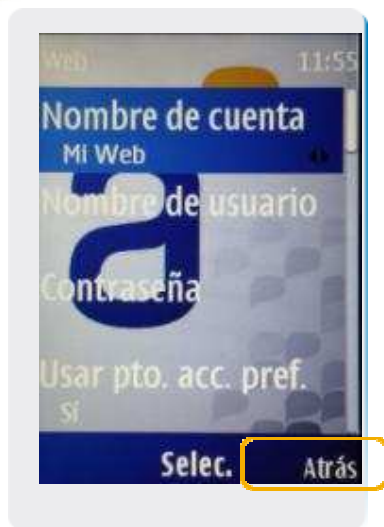 Web 11:55
Nombre de cuenta
Mi Web
Nombre de usuario
Contraseña
Usar pto. acc. pref.
Sí
Selec. Atrás